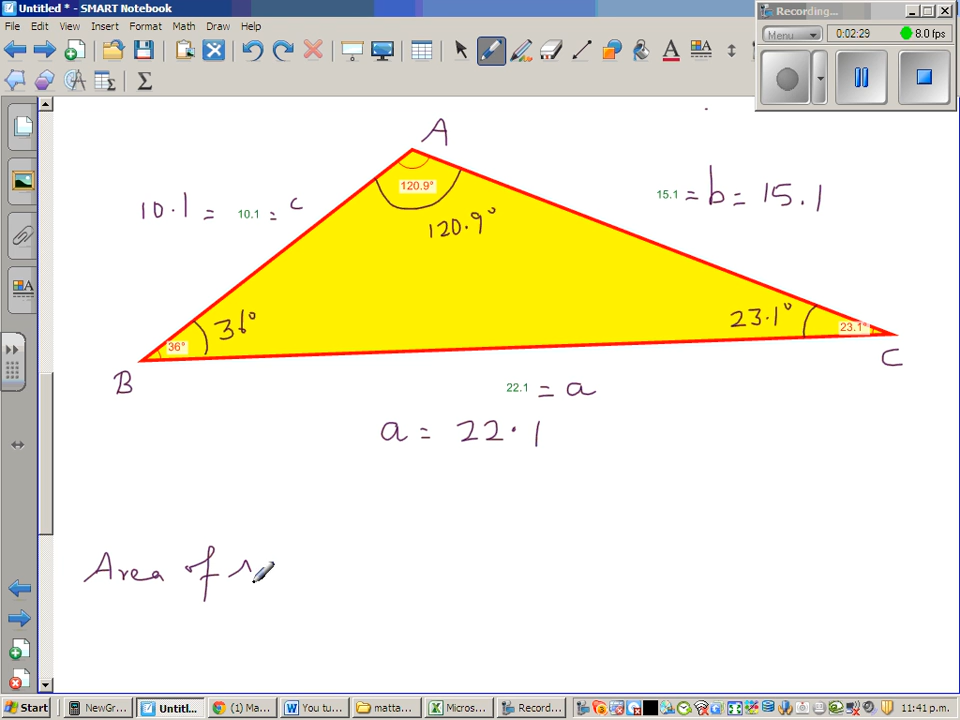 Untitled * - SMART Notebook
Recording...
File Edit View Insert Format Math Draw Help
Menu 0:02:29 8.0 fps
A
120.9°
10.1 = 10.1 = c
15.1 = b = 15.1
120.9°
36° 36°
23.1° 23.1°
B
C
22.1 = a
a = 22.1
Area of
Start NewGr... Untitl... (1) Ma... You tu... matta... Micros... Recor... 11:41 p.m.